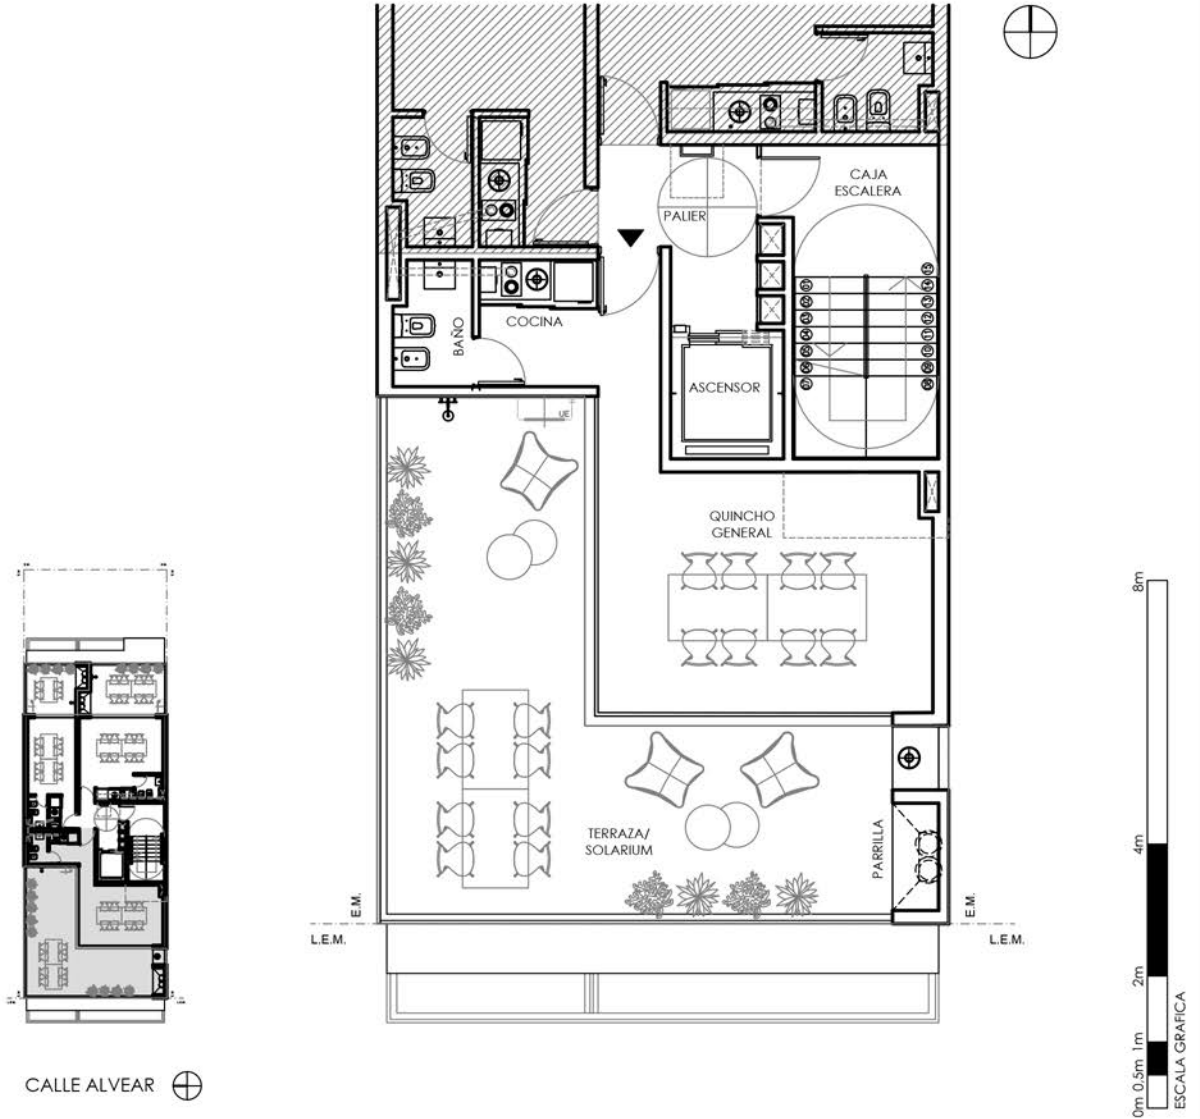 CAJA
ESCALERA
PALIER
COCINA
BAÑO
ASCENSOR
UE
QUINCHO
GENERAL
TERRAZA/
SOLARIUM
PARRILLA
E.M.
E.M.
L.E.M.
L.E.M.
8m
4m
2m
1m
0.5m
0m
ESCALA GRAFICA
CALLE ALVEAR